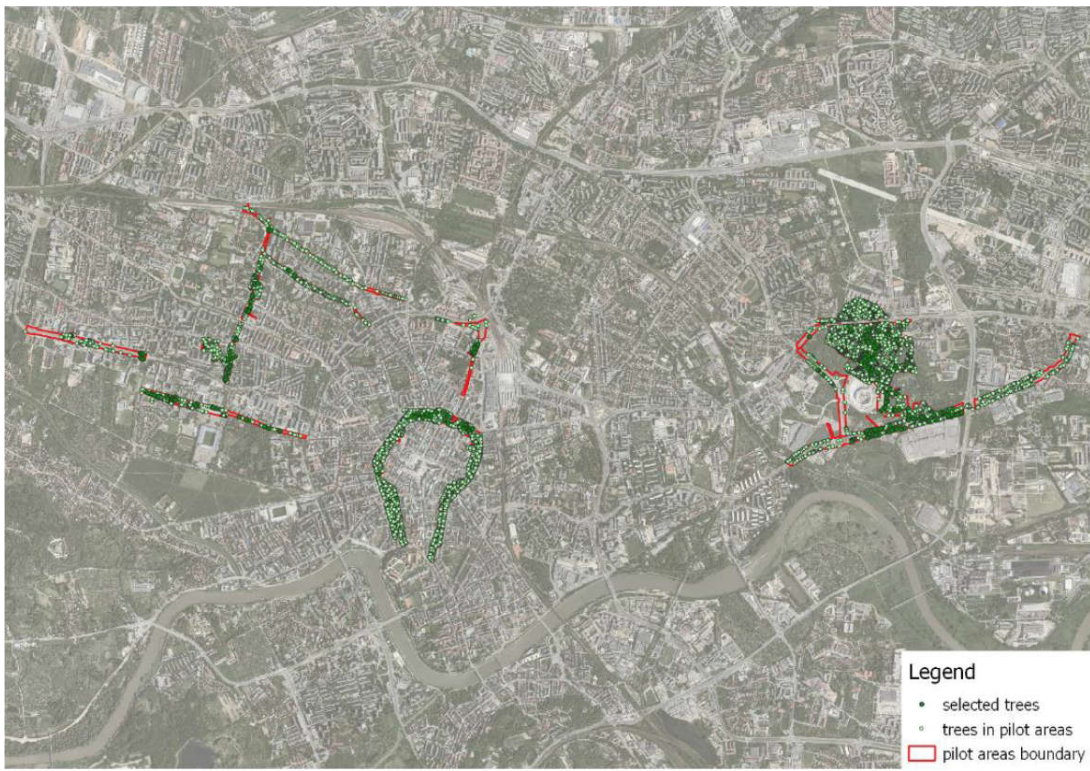 Legend
selected trees
trees in pilot areas
pilot areas boundary